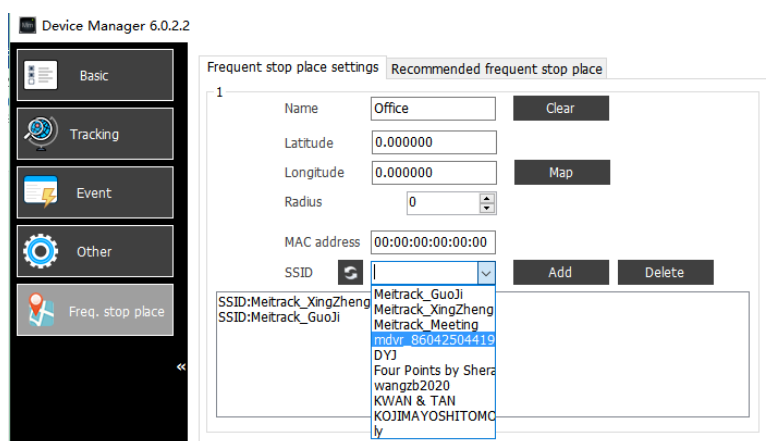 Device Manager 6.0.2.2
Basic
Tracking
Event
Other
Freq. stop place
«
Frequent stop place settings
Recommended frequent stop place
1
Name
Office
Clear
Latitude
0.000000
Longitude
0.000000
Map
Radius
0
MAC address
00:00:00:00:00:00
SSID
Add
Delete
SSID:Meitrack_XingZheng
SSID:Meitrack_GuoJi
Meitrack_GuoJi
Meitrack_XingZheng
Meitrack_Meeting
mdvr_86042504419
DYJ
Four Points by Shera
wangzb2020
KWAN & TAN
KOJIMAYOSHITOMO
ly